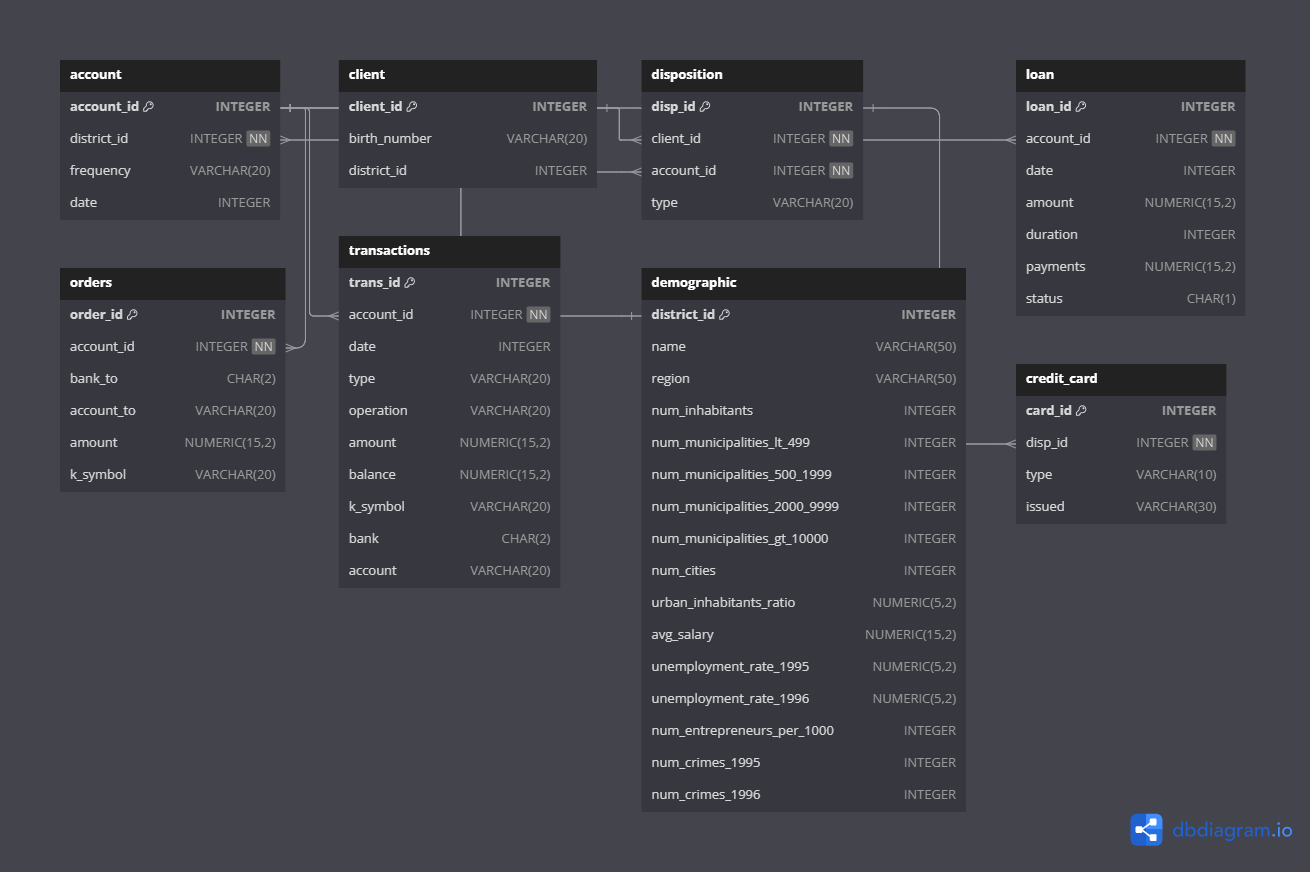 account
account_id INTEGER
district_id INTEGER NN
frequency VARCHAR(20)
date INTEGER
client
client_id INTEGER
birth_number VARCHAR(20)
district_id INTEGER
disposition
disp_id INTEGER
client_id INTEGER NN
account_id INTEGER NN
type VARCHAR(20)
loan
loan_id INTEGER
account_id INTEGER NN
date INTEGER
amount NUMERIC(15,2)
duration INTEGER
payments NUMERIC(15,2)
status CHAR(1)
orders
order_id INTEGER
account_id INTEGER NN
bank_to CHAR(2)
account_to VARCHAR(20)
amount NUMERIC(15,2)
k_symbol VARCHAR(20)
transactions
trans_id INTEGER
account_id INTEGER NN
date INTEGER
type VARCHAR(20)
operation VARCHAR(20)
amount NUMERIC(15,2)
balance NUMERIC(15,2)
k_symbol VARCHAR(20)
bank CHAR(2)
account VARCHAR(20)
demographic
district_id INTEGER
name VARCHAR(50)
region VARCHAR(50)
num_inhabitants INTEGER
num_municipalities_lt_499 INTEGER
num_municipalities_500_1999 INTEGER
num_municipalities_2000_9999 INTEGER
num_municipalities_gt_10000 INTEGER
num_cities INTEGER
urban_inhabitants_ratio NUMERIC(5,2)
avg_salary NUMERIC(15,2)
unemployment_rate_1995 NUMERIC(5,2)
unemployment_rate_1996 NUMERIC(5,2)
num_entrepreneurs_per_1000 INTEGER
num_crimes_1995 INTEGER
num_crimes_1996 INTEGER
credit_card
card_id INTEGER
disp_id INTEGER NN
type VARCHAR(10)
issued VARCHAR(30)
dbdiagram.io